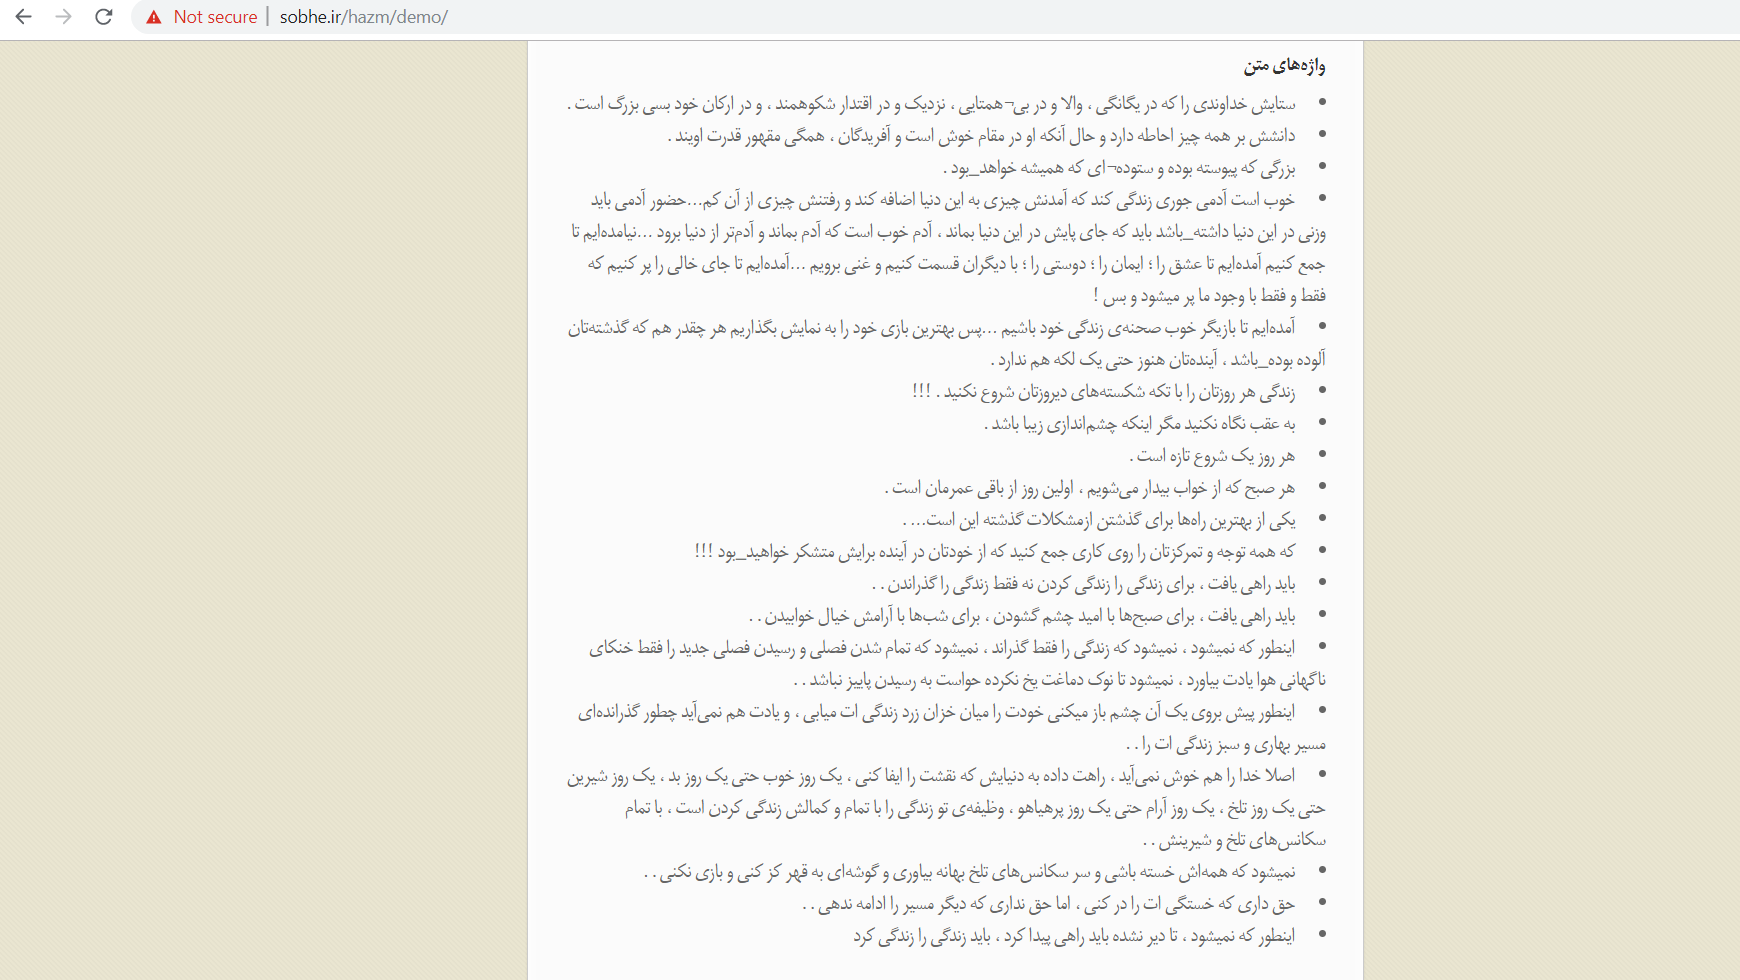 Not secure | sobhe.ir/hazm/demo/
واژه‌های متن
ستایش خداوندی را که در یگانگی ، والا و در بی¬همتایی ، نزدیک و در اقتدار شکوهمند ، و در ارکان خود بسی بزرگ است .
دانشش بر همه چیز احاطه دارد و حال آنکه او در مقام خوش است و آفریدگان ، همگی مقهور قدرت اویند .
بزرگی که پیوسته بوده و ستوده¬ای که همیشه خواهد_بود .
خوب است آدمی جوری زندگی کند که آمدنش چیزی به این دنیا اضافه کند و رفتنش چیزی از آن کم...حضور آدمی باید
وزنی در این دنیا داشته_باشد باید که جای پایش در این دنیا بماند ، آدم خوب است که آدم بماند و آدم‌تر از دنیا برود ...نیامده‌ایم تا
جمع کنیم آمده‌ایم تا عشق را ؛ ایمان را ؛ دوستی را ؛ با دیگران قسمت کنیم و غنی برویم ...آمده‌ایم تا جای خالی را پر کنیم که
فقط و فقط با وجود ما پر میشود و بس !
آمده‌ایم تا بازیگر خوب صحنه‌ی زندگی خود باشیم ...پس بهترین بازی خود را به نمایش بگذاریم هر چقدر هم که گذشته‌تان
آلوده بوده_باشد ، آینده‌تان هنوز حتی یک لکه هم ندارد .
زندگی هر روزتان را با تکه شکسته‌های دیروزتان شروع نکنید . !!!
به عقب نگاه نکنید مگر اینکه چشم‌اندازی زیبا باشد .
هر روز یک شروع تازه است .
هر صبح که از خواب بیدار می‌شویم ، اولین روز از باقی عمرمان است .
یکی از بهترین راه‌ها برای گذشتن ازمشکلات گذشته این است... .
که همه توجه و تمرکزتان را روی کاری جمع کنید که از خودتان در آینده برایش متشکر خواهید_بود !!!
باید راهی یافت ، برای زندگی را زندگی کردن نه فقط زندگی را گذراندن . .
باید راهی یافت ، برای صبح‌ها با امید چشم گشودن ، برای شب‌ها با آرامش خیال خوابیدن . .
اینطور که نمیشود ، نمیشود که زندگی را فقط گذراند ، نمیشود که تمام شدن فصلی و رسیدن فصلی جدید را فقط خنکای
ناگهانی هوا یادت بیاورد ، نمیشود تا نوک دماغت یخ نکرده حواست به رسیدن پاییز نباشد . .
اینطور پیش بروی یک آن چشم باز میکنی خودت را میان خزان زرد زندگی ات میابی ، و یادت هم نمی‌آید چطور گذرانده‌ای
مسیر بهاری و سبز زندگی ات را . .
اصلا خدا را هم خوش نمی‌آید ، راهت داده به دنیایش که نقشت را ایفا کنی ، یک روز خوب حتی یک روز بد ، یک روز شیرین
حتی یک روز تلخ ، یک روز آرام حتی یک روز پرهیاهو ، وظیفه‌ی تو زندگی را با تمام و کمالش زندگی کردن است ، با تمام
سکانس‌های تلخ و شیرینش . .
نمیشود که همه‌اش خسته باشی و سر سکانس‌های تلخ بهانه بیاوری و گوشه‌ای به قهر کز کنی و بازی نکنی . .
حق داری که خستگی ات را در کنی ، اما حق نداری که دیگر مسیر را ادامه ندهی . .
اینطور که نمیشود ، تا دیر نشده باید راهی پیدا کرد ، باید زندگی را زندگی کرد